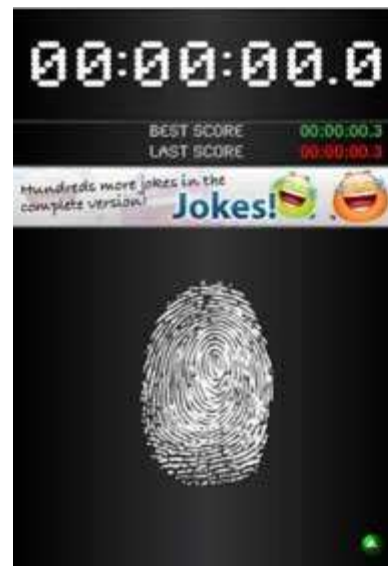 00:00:00.0
BEST SCORE 00:00:00.3
LAST SCORE 00:00:00.3
Hundreds more jokes in the
complete version!
Jokes!